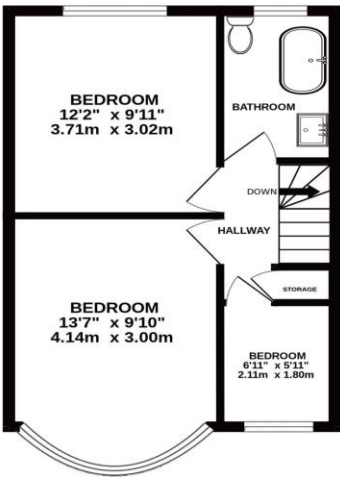 BEDROOM
12'2" x 9'11"
3.71m x 3.02m
BATHROOM
DOWN
HALLWAY
STORAGE
BEDROOM
13'7" x 9'10"
4.14m x 3.00m
BEDROOM
6'11" x 5'11"
2.11m x 1.80m